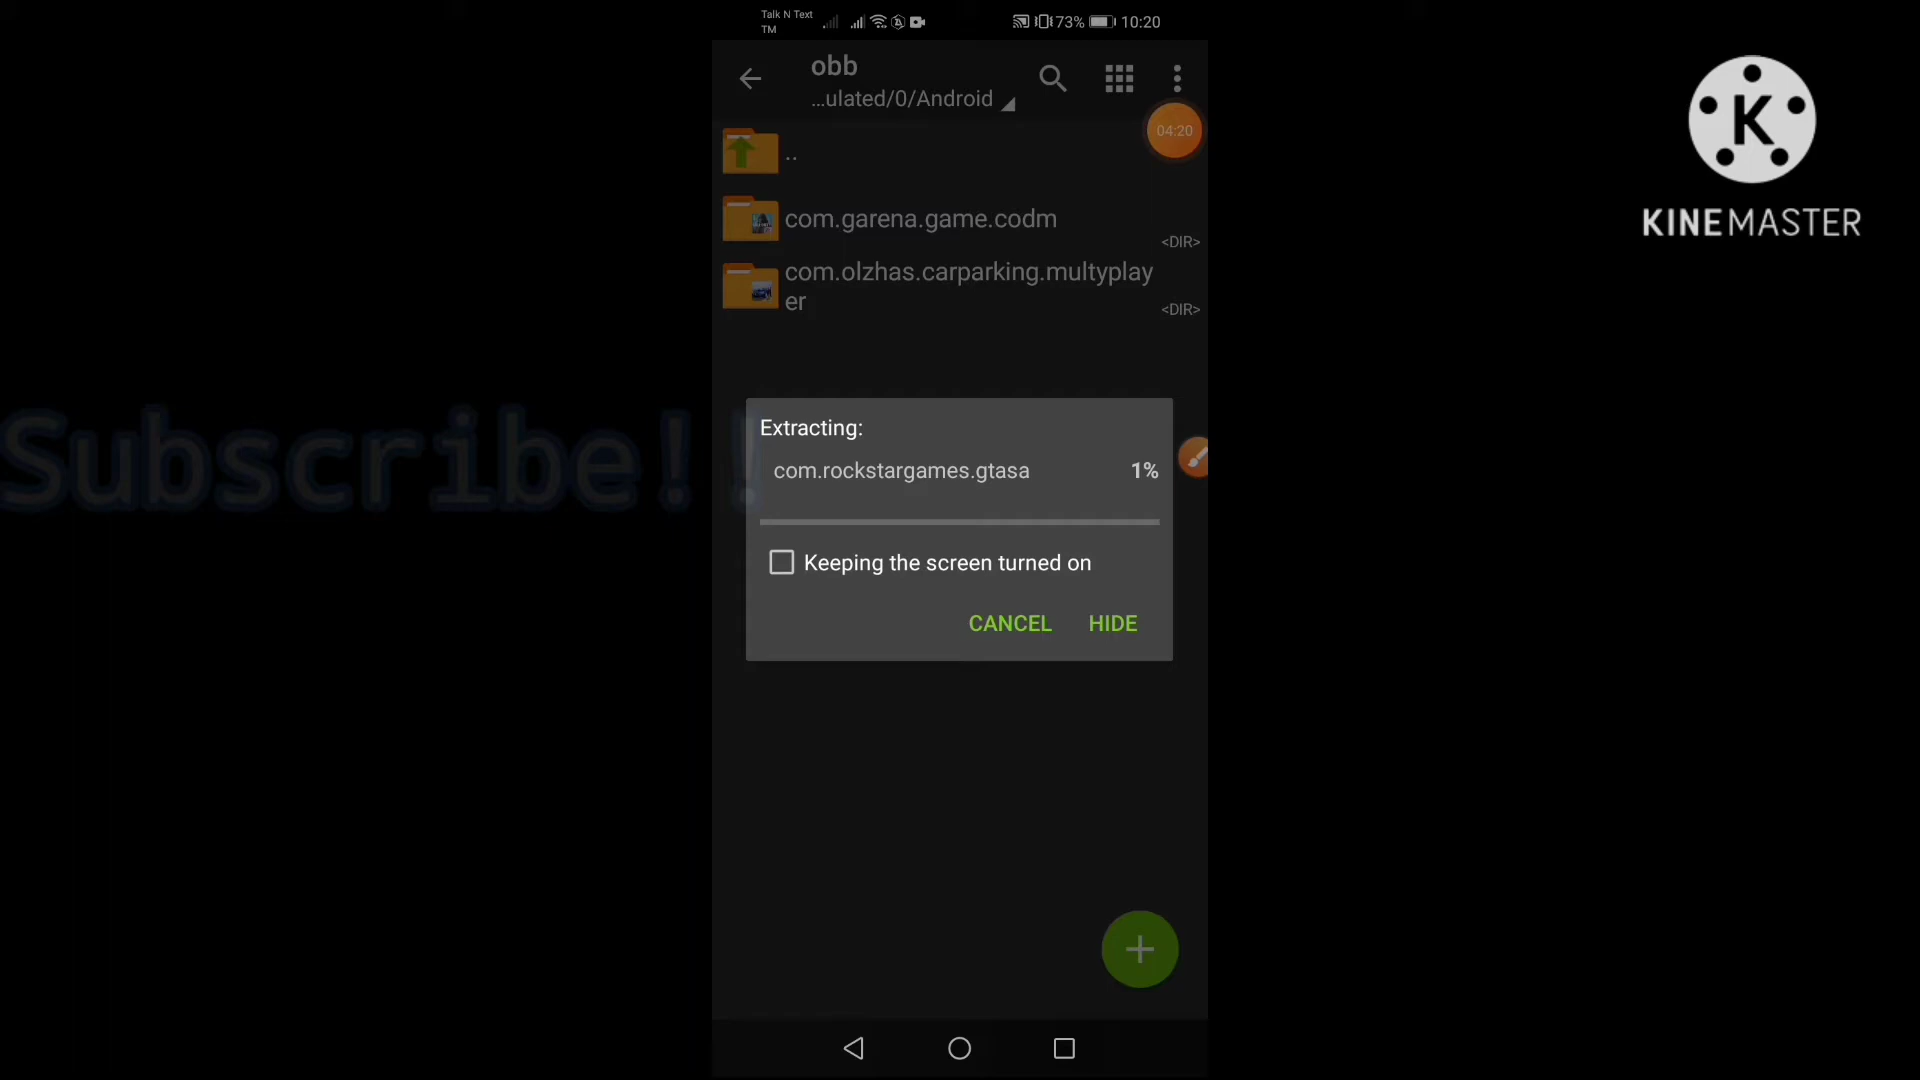 Talk N Text
TM
73%
10:20
obb
...ulated/0/Android
04:20
..
com.garena.game.codm
<DIR>
com.olzhas.carparking.multyplay
er
<DIR>
K
KINEMASTER
Subscribe!!
Extracting:
com.rockstargames.gtasa
1%
Keeping the screen turned on
CANCEL
HIDE